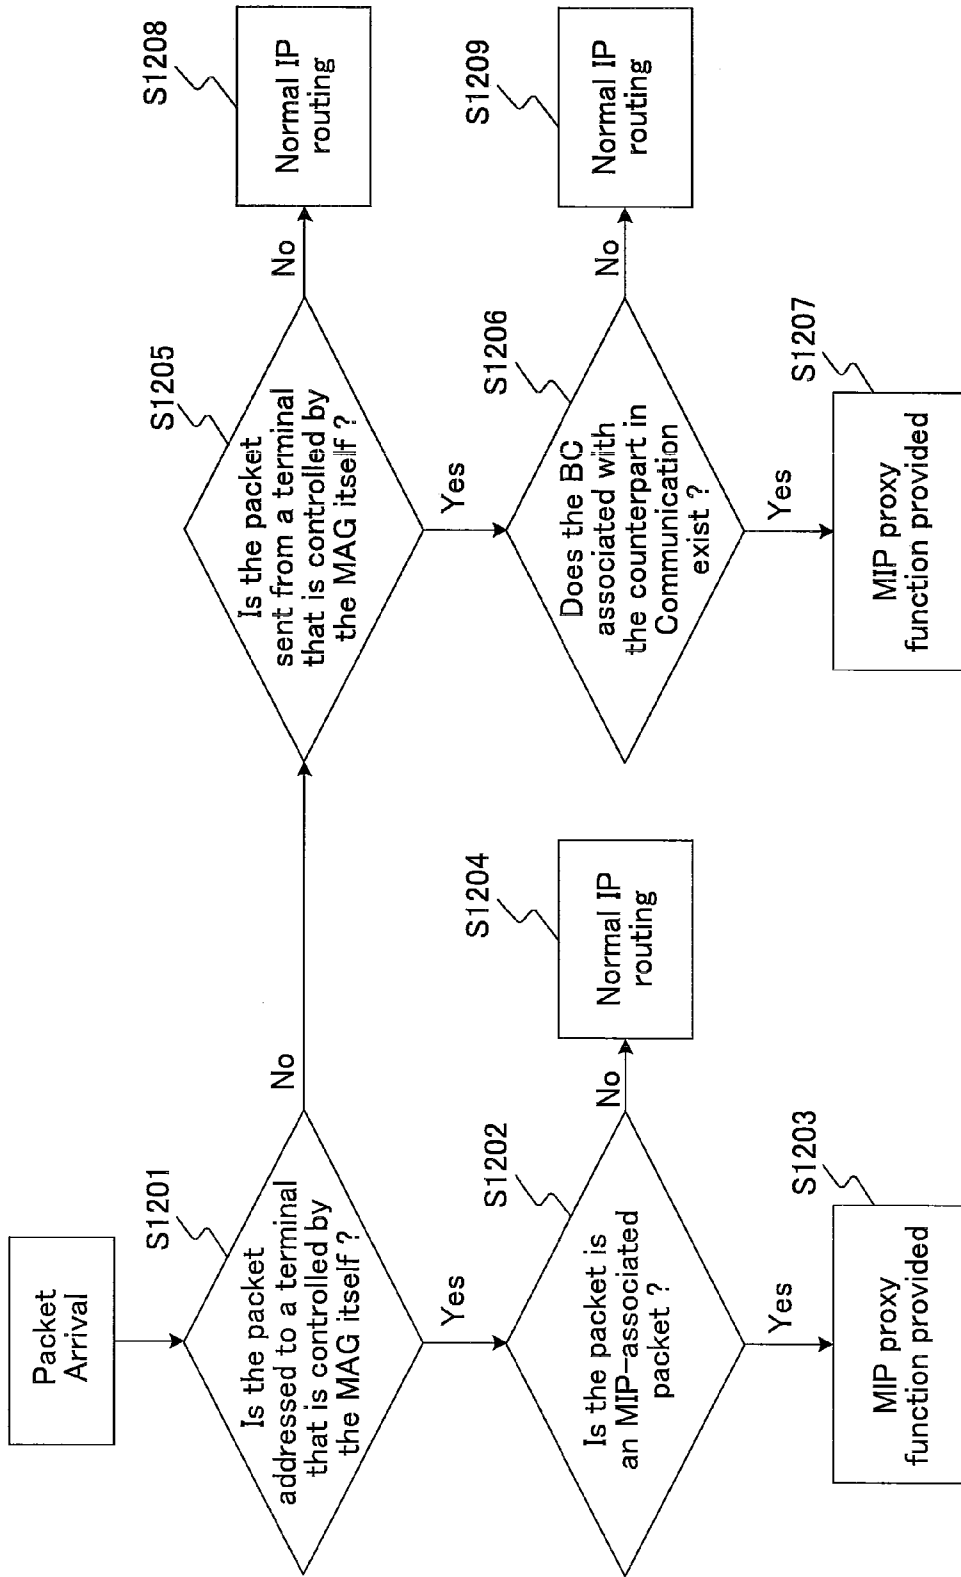 Packet
Arrival
S1201
Is the packet
addressed to a terminal
that is controlled by
the MAG itself ?
No
Yes
S1202
Is the packet is
an MIP-associated
packet ?
No
S1204
Normal IP
routing
Yes
S1203
MIP proxy
function provided
S1205
Is the packet
sent from a terminal
that is controlled by
the MAG itself ?
No
S1208
Normal IP
routing
Yes
S1206
Does the BC
associated with
the counterpart in
Communication
exist ?
No
S1209
Normal IP
routing
Yes
S1207
MIP proxy
function provided